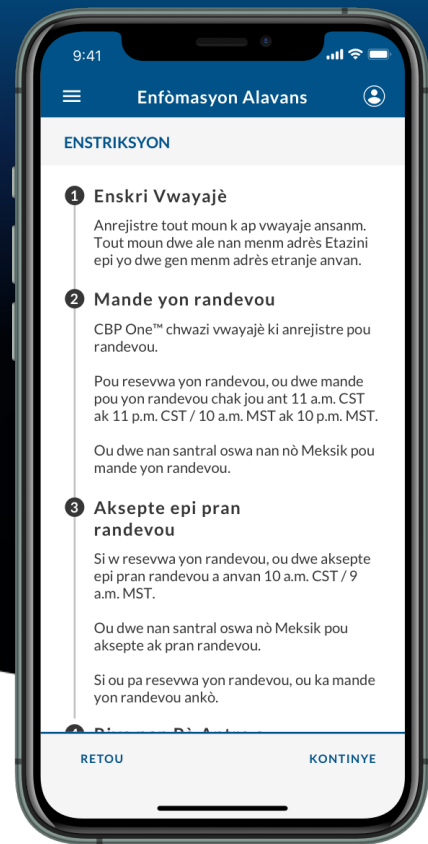 9:41
Enfòmasyon Alavans
ENSTRIKSYON
1 Enskri Vwayajè
Anrejistre tout moun k ap vwayaje ansanm.
Tout moun dwe ale nan menm adrès Etazini
epi yo dwe gen menm adrès etranje anvan.
2 Mande yon randevou
CBP One™ chwazi vwayajè ki anrejistre pou
randevou.
Pou resevwa yon randevou, ou dwe mande
pou yon randevou chak jou ant 11 a.m. CST
ak 11 p.m. CST / 10 a.m. MST ak 10 p.m. MST.
Ou dwe nan santral oswa nan nò Meksik pou
mande yon randevou.
3 Aksepte epi pran
randevou
Si w resevwa yon randevou, ou dwe aksepte
epi pran randevou a anvan 10 a.m. CST / 9
a.m. MST.
Ou dwe nan santral oswa nò Meksik pou
aksepte ak pran randevou.
Si ou pa resevwa yon randevou, ou ka mande
yon randevou ankò.
RETOU
KONTINYE